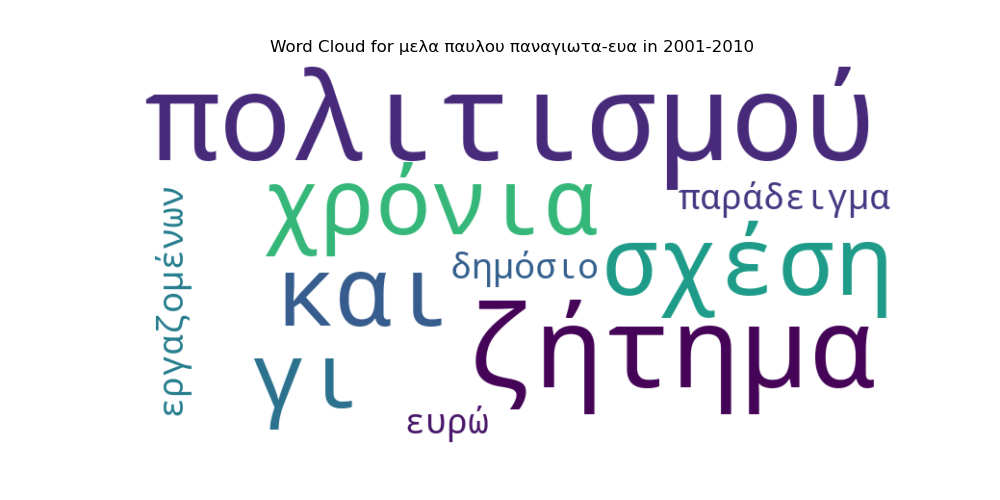 Word Cloud for μελα παυλου παναγιωτα-ευα in 2001-2010
πολιτισμού
χρόνια
παράδειγμα
εργαζομένων
δημόσιο
σχέση
και
ζήτημα
γι
ευρώ